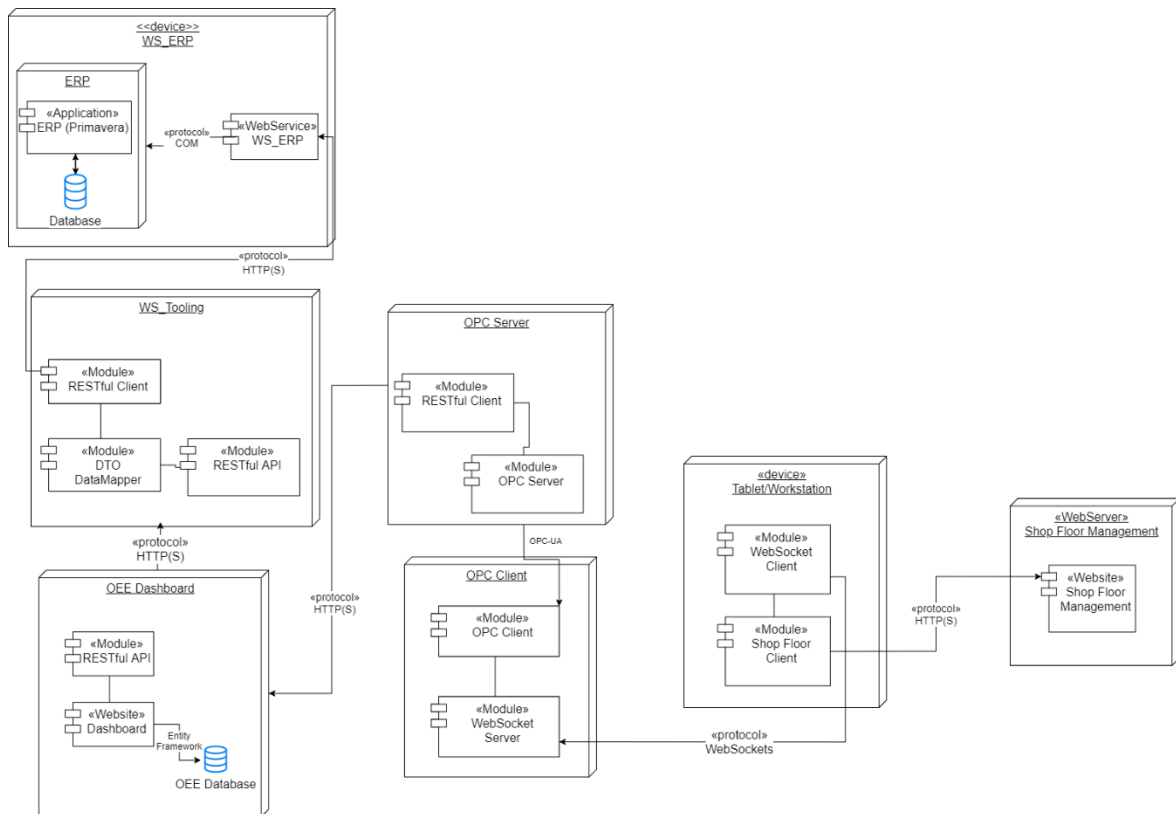 <<device>>
WS_ERP
ERP
«Application»
ERP (Primavera)
Database
«protocol»
COM
«WebService»
WS_ERP
«protocol»
HTTP(S)
WS_Tooling
«Module»
RESTful Client
«Module»
DTO
DataMapper
«Module»
RESTful API
«protocol»
HTTP(S)
OEE Dashboard
«Module»
RESTful API
«Website»
Dashboard
Entity
Framework
OEE Database
«protocol»
HTTP(S)
OPC Server
«Module»
RESTful Client
«Module»
OPC Server
OPC-UA
OPC Client
«Module»
OPC Client
«Module»
WebSocket
Server
«protocol»
WebSockets
«device»
Tablet/Workstation
«Module»
WebSocket
Client
«Module»
Shop Floor
Client
«protocol»
HTTP(S)
«WebServer»
Shop Floor Management
«Website»
Shop Floor
Management